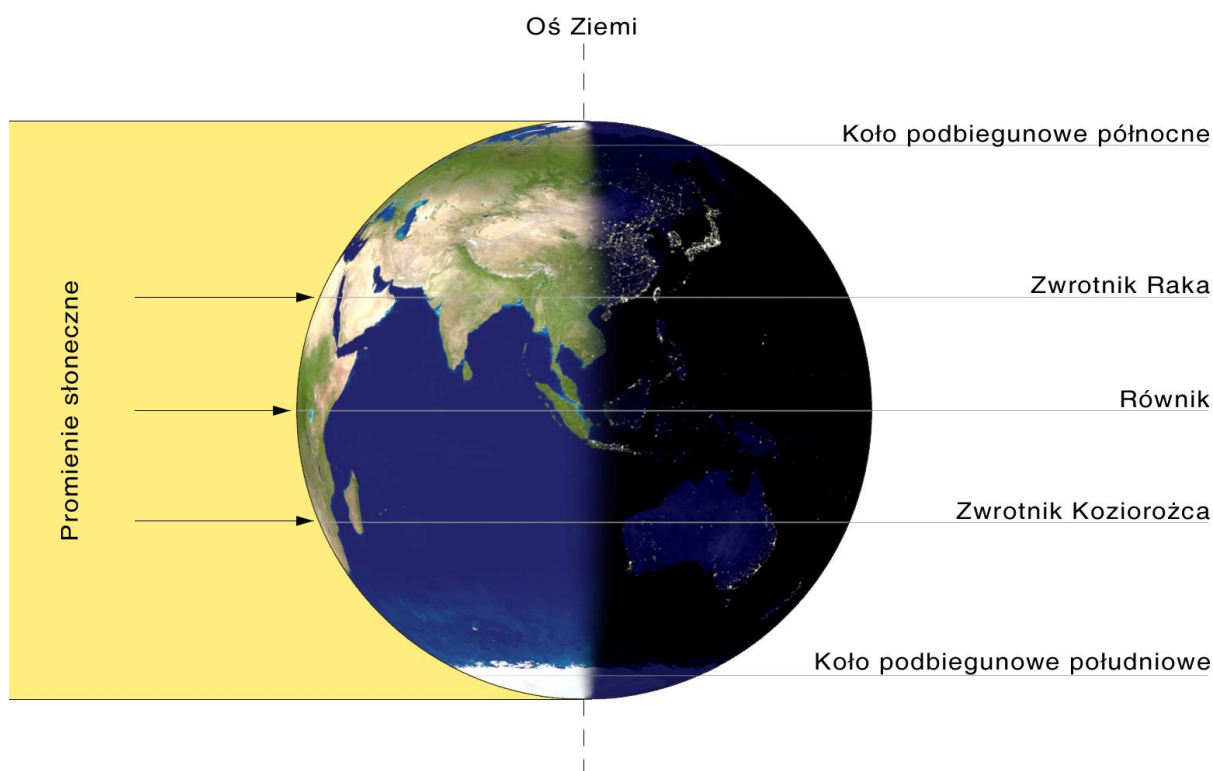 Oś Ziemi
Koło podbiegunowe północne
Zwrotnik Raka
Promienie słoneczne
Równik
Zwrotnik Koziorożca
Koło podbiegunowe południowe